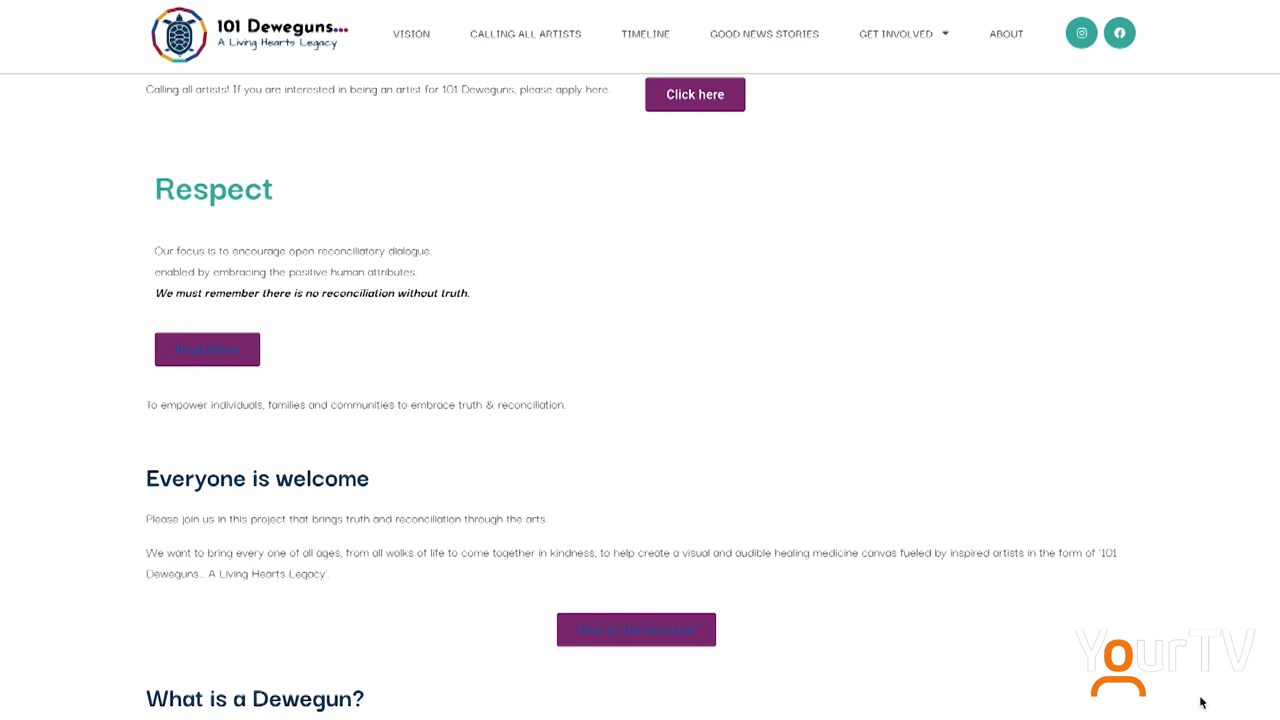 101 Deweguns...
A Living Hearts Legacy
VISION
CALLING ALL ARTISTS
TIMELINE
GOOD NEWS STORIES
GET INVOLVED
ABOUT
Calling all artists! If you are interested in being an artist for 101 Deweguns, please apply here.
Click here
Respect
Our focus is to encourage open reconciliatory dialogue,
enabled by embracing the positive human attributes.
We must remember there is no reconciliation without truth.
Read More
To empower individuals, families and communities to embrace truth & reconciliation.
Everyone is welcome
Please join us in this project that brings truth and reconciliation through the arts.
We want to bring every one of all ages, from all walks of life to come together in kindness; to help create a visual and audible healing medicine canvas fueled by inspired artists in the form of '101
Deweguns... A Living Hearts Legacy'.
How to Get Involved
YourTV
What is a Dewegun?